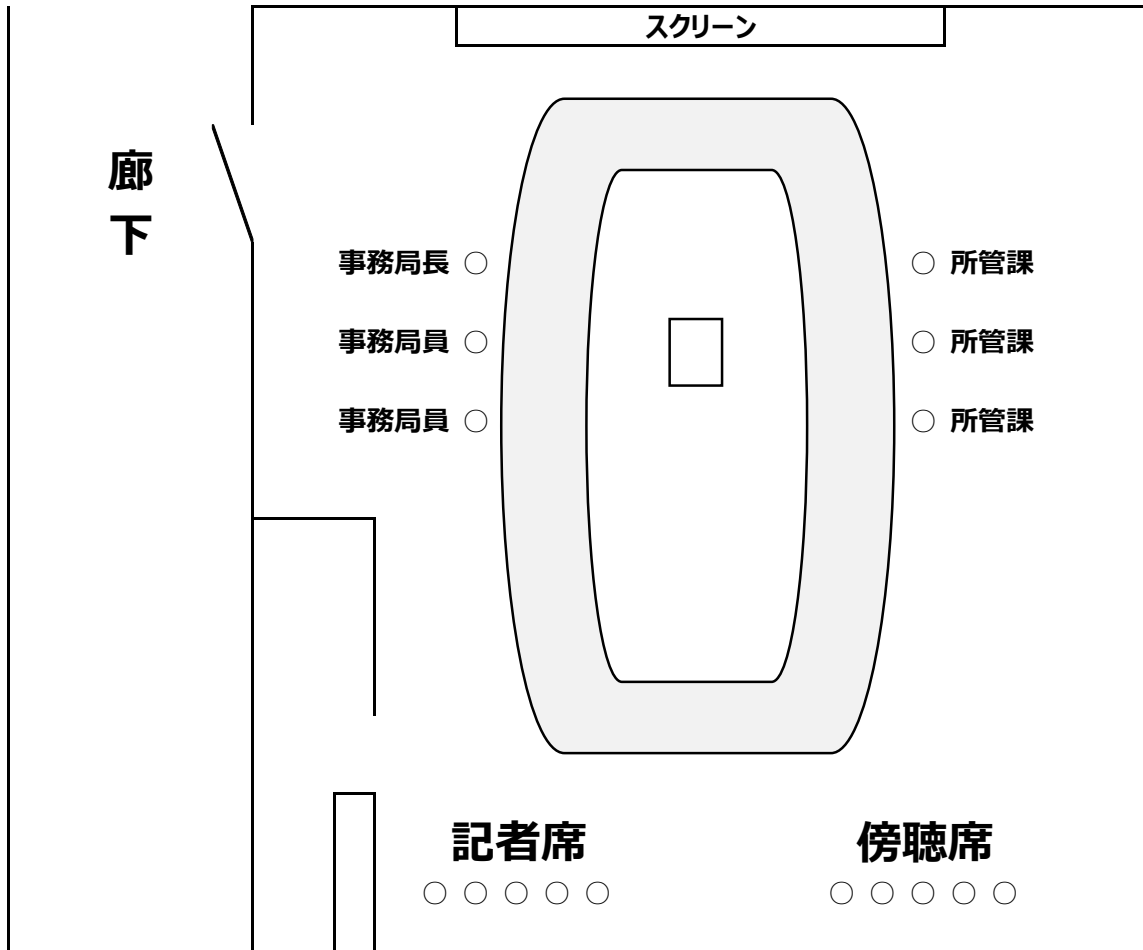 スクリーン
廊
下
事務局長 ○
○ 所管課
事務局員 ○
○ 所管課
事務局員 ○
○ 所管課
記者席
傍聴席
○ ○ ○ ○ ○
○ ○ ○ ○ ○